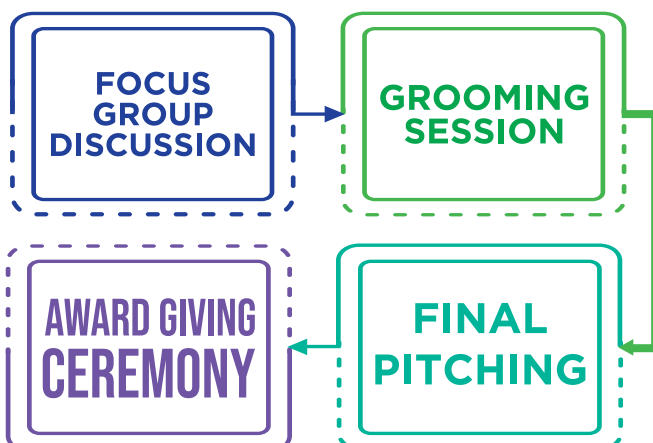 FOCUS
GROUP
DISCUSSION
GROOMING
SESSION
FINAL
PITCHING
AWARD GIVING
CEREMONY